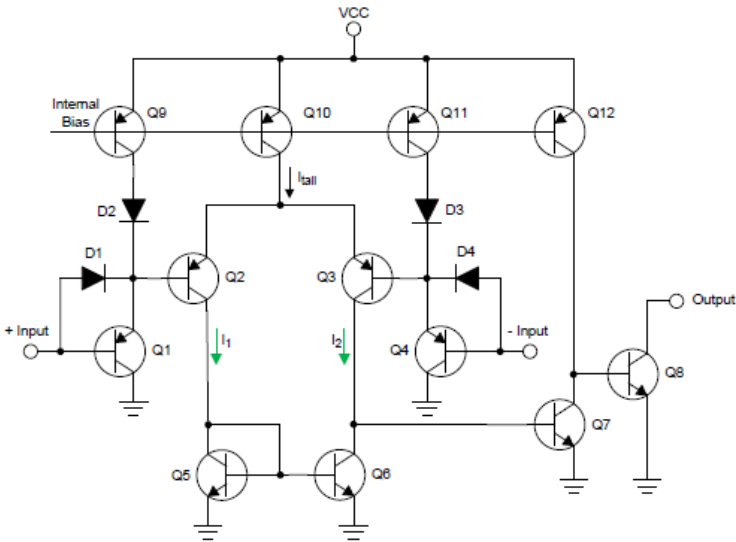 VCC
Internal
Bias
Q9
Q10
Q11
Q12
Itail
D2
D3
D1
D4
Q2
Q3
+ Input
- Input
Output
Q1
I1
I2
Q4
Q8
Q7
Q5
Q6